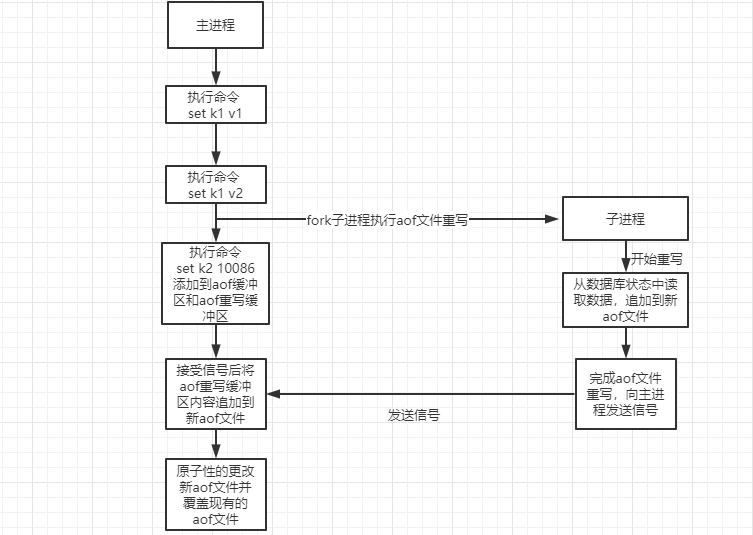 主进程
执行命令
set k1 v1
执行命令
set k1 v2
fork子进程执行aof文件重写
子进程
执行命令
set k2 10086
添加到aof缓冲
区和aof重写缓
冲区
开始重写
从数据库状态中读
取数据，追加到新
aof文件
接受信号后将
aof重写缓冲
区内容追加到
新aof文件
完成aof文件
重写，向主进
程发送信号
发送信号
原子性的更改
新aof文件并
覆盖现有的
aof文件